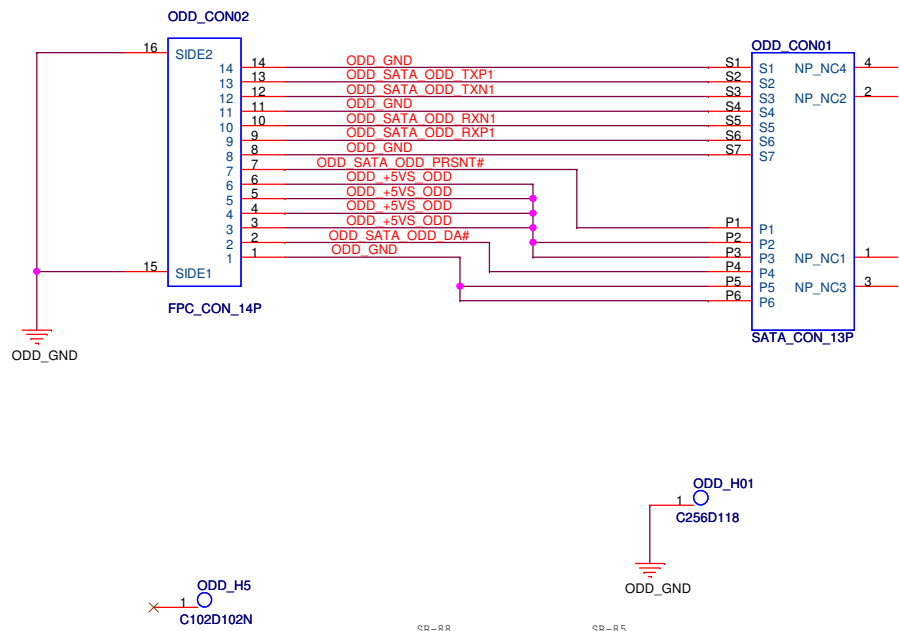 ODD_CON02
16
SIDE2
14 14 ODD_GND
13 13 ODD_SATA_ODD_TXP1
12 12 ODD_SATA_ODD_TXN1
11 11 ODD_GND
10 10 ODD_SATA_ODD_RXN1
9 9 ODD_SATA_ODD_RXP1
8 8 ODD_GND
7 7 ODD_SATA_ODD_PRSNT#
6 6 ODD_+5VS_ODD
5 5 ODD_+5VS_ODD
4 4 ODD_+5VS_ODD
3 3 ODD_+5VS_ODD
2 2 ODD_SATA_ODD_DA#
1 1 ODD_GND
15
SIDE1
FPC_CON_14P
ODD_GND
ODD_CON01
S1 S1 NP_NC4 4
S2 S2
S3 S3 NP_NC2 2
S4 S4
S5 S5
S6 S6
S7 S7
P1 P1
P2 P2
P3 P3 NP_NC1 1
P4 P4
P5 P5 NP_NC3 3
P6 P6
SATA_CON_13P
ODD_H01
1
C256D118
ODD_GND
ODD_H5
1
C102D102N
SR-88
SR-85